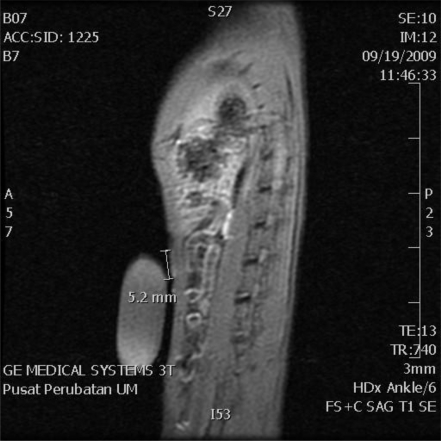 B07
ACC:SID: 1225
B7
S27
SE:10
IM:12
09/19/2009
11:46:33
A
5
7
P
2
3
5.2 mm
GE MEDICAL SYSTEMS 3T
Pusat Perubatan UM
I53
TE:13
TR:740
3mm
HDx Ankle/6
FS+C SAG T1 SE